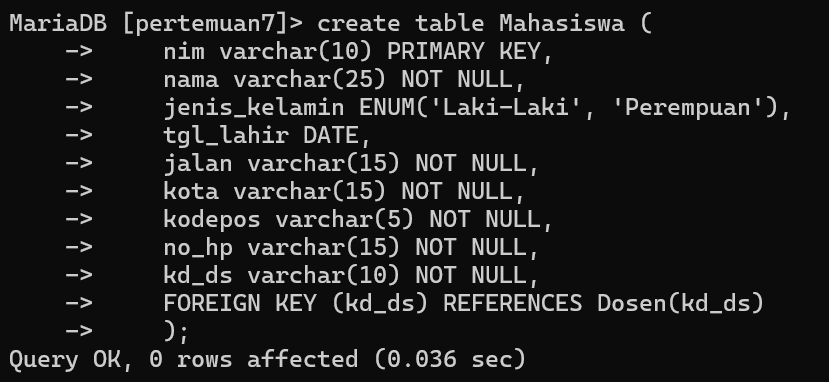 MariaDB [pertemuan7]> create table Mahasiswa (
    ->     nim varchar(10) PRIMARY KEY,
    ->     nama varchar(25) NOT NULL,
    ->     jenis_kelamin ENUM('Laki-Laki', 'Perempuan'),
    ->     tgl_lahir DATE,
    ->     jalan varchar(15) NOT NULL,
    ->     kota varchar(15) NOT NULL,
    ->     kodepos varchar(5) NOT NULL,
    ->     no_hp varchar(15) NOT NULL,
    ->     kd_ds varchar(10) NOT NULL,
    ->     FOREIGN KEY (kd_ds) REFERENCES Dosen(kd_ds)
    ->     );
Query OK, 0 rows affected (0.036 sec)